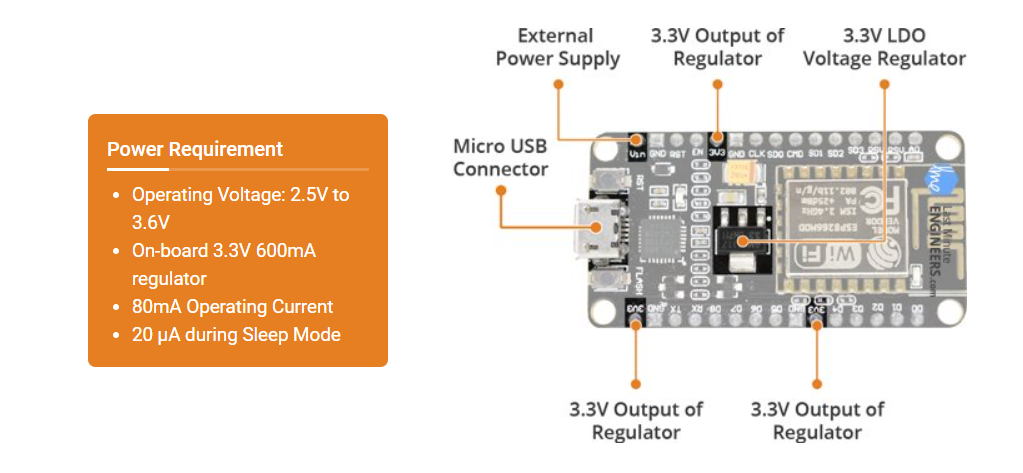 External
Power Supply
3.3V Output of
Regulator
3.3V LDO
Voltage Regulator
Micro USB
Connector
Power Requirement
• Operating Voltage: 2.5V to
3.6V
• On-board 3.3V 600mA
regulator
• 80mA Operating Current
• 20 µA during Sleep Mode
Vin GND RST EN 3V3 GND CLK SD0 CMD SD1 SD2 SD3 RSV RSV A0
RST
FLASH
MODEL ESP8266MOD
VENDOR
ISM 2.4GHz
PA +25dBm
802.11b/g/n
WiFi
Last Minute
ENGINEERS.com
3V3 GND TX RX D8 D7 D6 D5 GND 3V3 D4 D3 D2 D1 D0
3.3V Output of
Regulator
3.3V Output of
Regulator